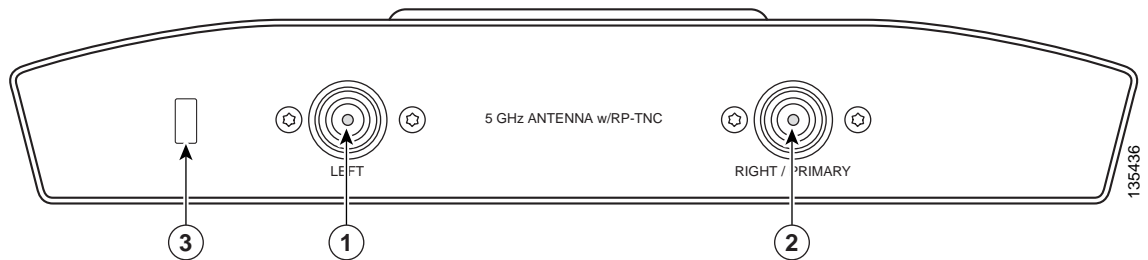 5 GHz ANTENNA w/RP-TNC
LEFT
RIGHT / PRIMARY
135436
3
1
2